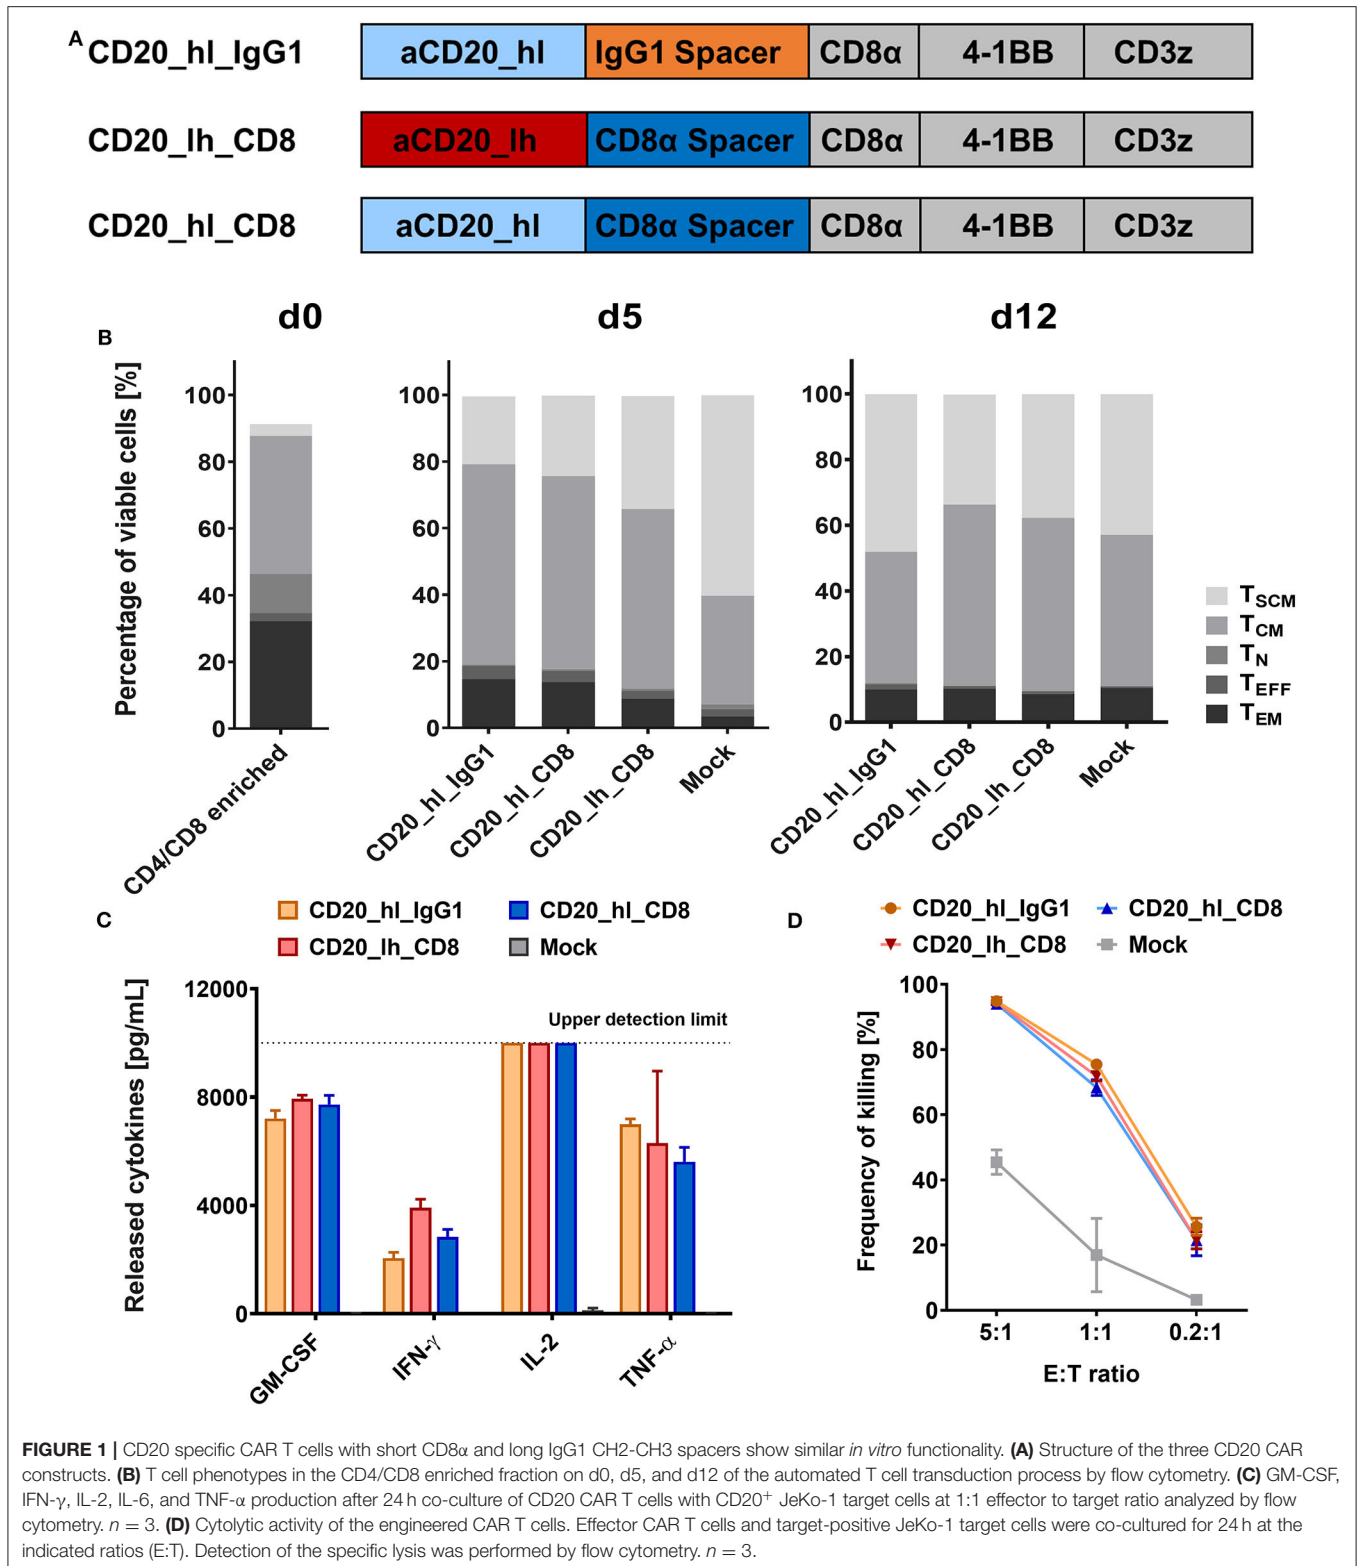 A
CD20_hl_IgG1 aCD20_hl IgG1 Spacer CD8α 4-1BB CD3z
CD20_lh_CD8 aCD20_lh CD8α Spacer CD8α 4-1BB CD3z
CD20_hl_CD8 aCD20_hl CD8α Spacer CD8α 4-1BB CD3z
B
d0 d5 d12
Percentage of viable cells [%]
100 100 100
80 80 80
60 60 60
40 40 40
20 20 20
0 0 0
CD4/CD8 enriched
CD20_hl_IgG1
CD20_hl_CD8
CD20_lh_CD8
Mock
CD20_hl_IgG1
CD20_hl_CD8
CD20_lh_CD8
Mock
TSCM
TCM
TN
TEFF
TEM
C
CD20_hl_IgG1 CD20_hl_CD8
CD20_lh_CD8 Mock
Released cytokines [pg/mL]
12000
8000
4000
0
Upper detection limit
GM-CSF
IFN-γ
IL-2
TNF-α
D
CD20_hl_IgG1 CD20_hl_CD8
CD20_lh_CD8 Mock
Frequency of killing [%]
100
80
60
40
20
0
5:1 1:1 0.2:1
E:T ratio
FIGURE 1 | CD20 specific CAR T cells with short CD8α and long IgG1 CH2-CH3 spacers show similar in vitro functionality. (A) Structure of the three CD20 CAR
constructs. (B) T cell phenotypes in the CD4/CD8 enriched fraction on d0, d5, and d12 of the automated T cell transduction process by flow cytometry. (C) GM-CSF,
IFN-γ, IL-2, IL-6, and TNF-α production after 24 h co-culture of CD20 CAR T cells with CD20+ JeKo-1 target cells at 1:1 effector to target ratio analyzed by flow
cytometry. n = 3. (D) Cytolytic activity of the engineered CAR T cells. Effector CAR T cells and target-positive JeKo-1 target cells were co-cultured for 24 h at the
indicated ratios (E:T). Detection of the specific lysis was performed by flow cytometry. n = 3.